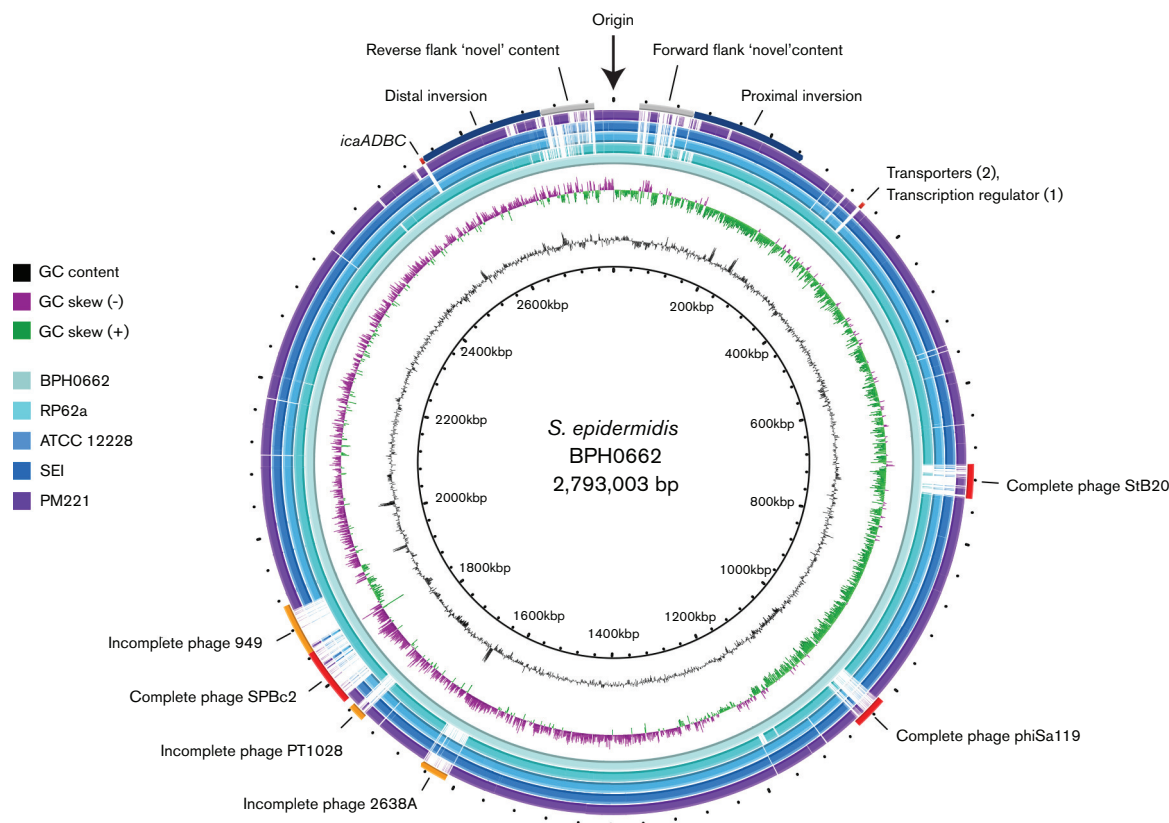 Origin
Reverse flank ‘novel’ content
Forward flank ‘novel’content
Distal inversion
Proximal inversion
icaADBC
Transporters (2),
Transcription regulator (1)
GC content
GC skew (-)
GC skew (+)
BPH0662
RP62a
ATCC 12228
SEI
PM221
200kbp
400kbp
600kbp
800kbp
1000kbp
1200kbp
1400kbp
1600kbp
1800kbp
2000kbp
2200kbp
2400kbp
2600kbp
S. epidermidis
BPH0662
2,793,003 bp
Complete phage StB20
Complete phage phiSa119
Incomplete phage 949
Complete phage SPBc2
Incomplete phage PT1028
Incomplete phage 2638A